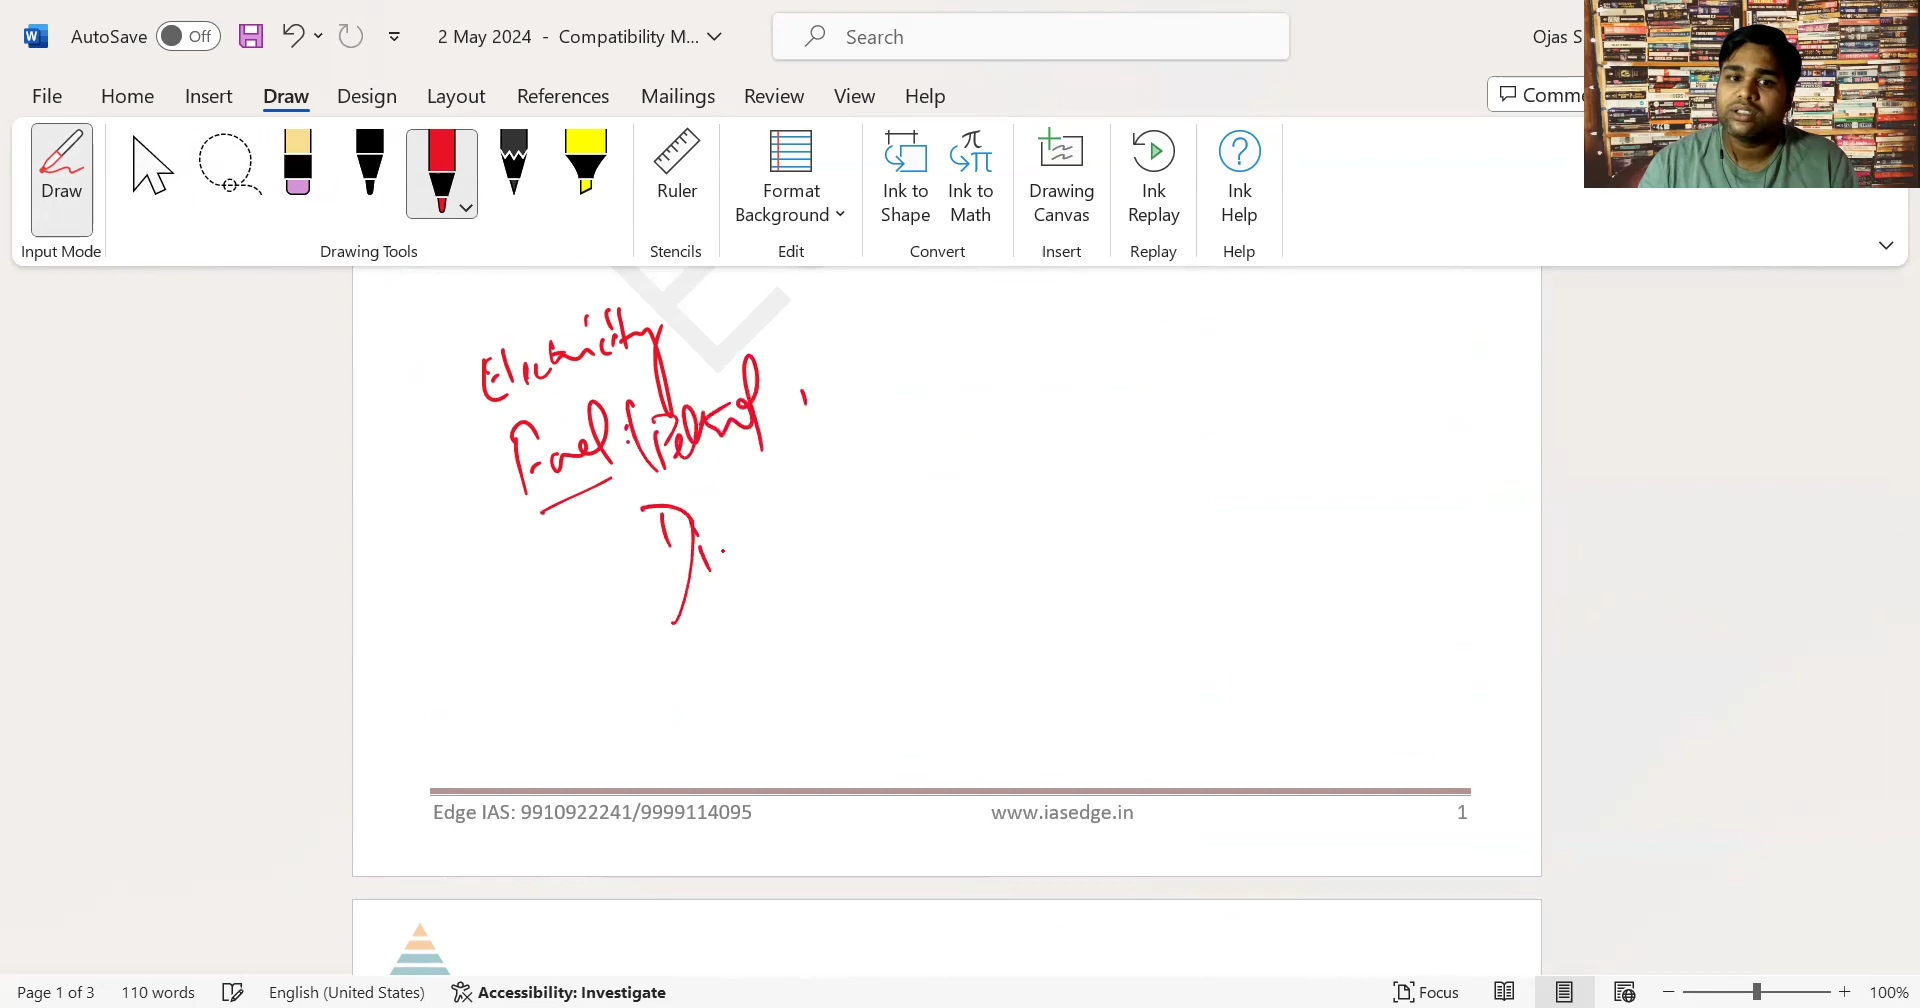 AutoSave Off 2 May 2024 - Compatibility M... Search Ojas S
File Home Insert Draw Design Layout References Mailings Review View Help Comme
Draw Ruler Format Background Ink to Shape Ink to Math Drawing Canvas Ink Replay Ink Help
Input Mode Drawing Tools Stencils Edit Convert Insert Replay Help
Electricity
Fuel (Petrol
Di
Edge IAS: 9910922241/9999114095 www.iasedge.in 1
Page 1 of 3 110 words English (United States) Accessibility: Investigate Focus 100%